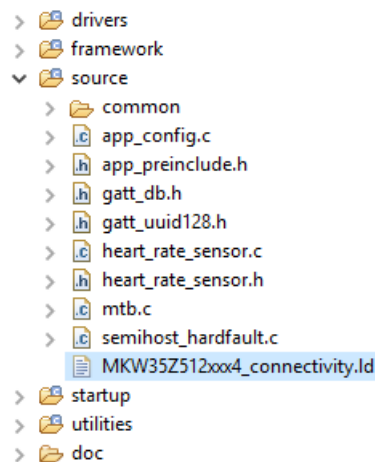 drivers
framework
source
common
app_config.c
app_preinclude.h
gatt_db.h
gatt_uuid128.h
heart_rate_sensor.c
heart_rate_sensor.h
mtb.c
semihost_hardfault.c
MKW35Z512xxx4_connectivity.ld
startup
utilities
doc